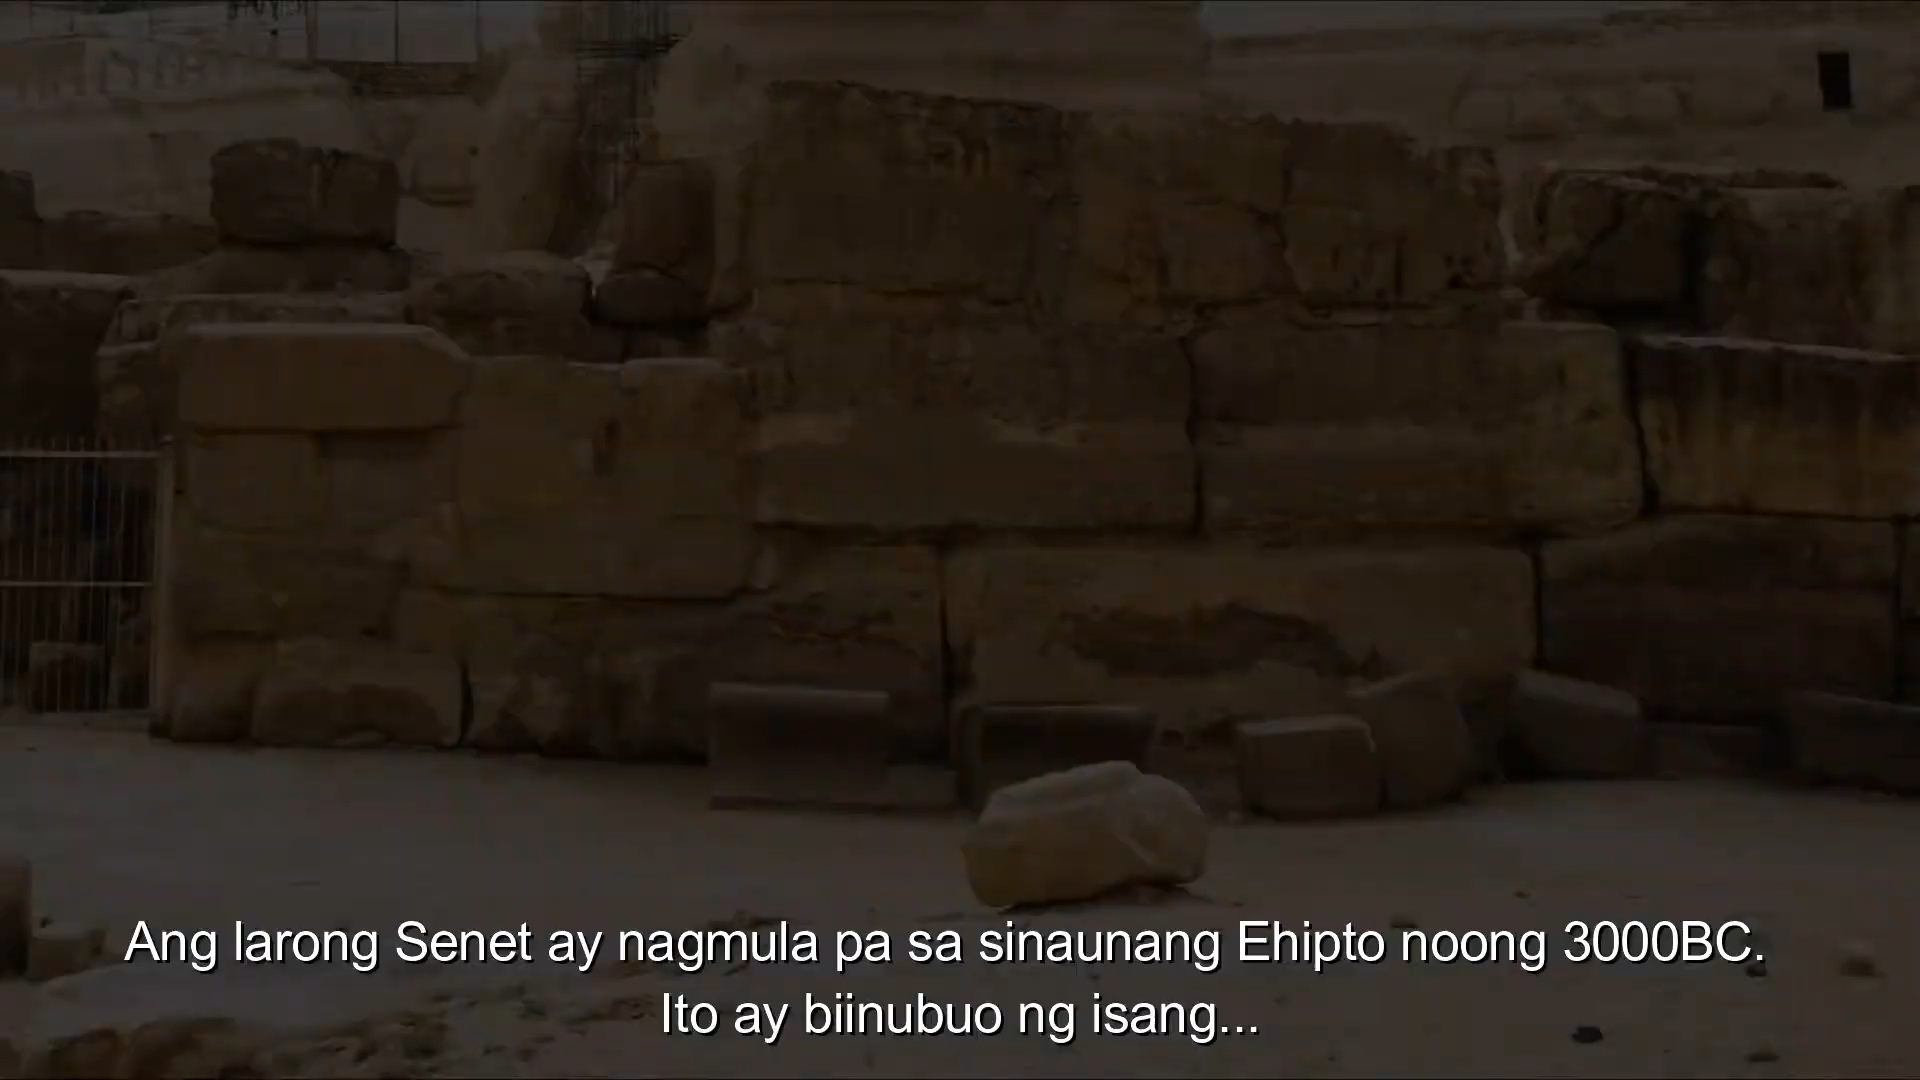 Ang larong Senet ay nagmula pa sa sinaunang Ehipto noong 3000BC.
Ito ay biinubuo ng isang...